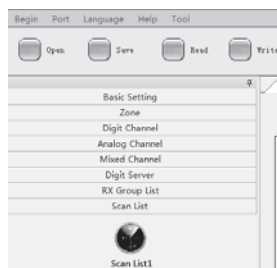 Begin Port Language Help Tool
Open Save Read Write
Basic Setting
Zone
Digit Channel
Analog Channel
Mixed Channel
Digit Server
RX Group List
Scan List
Scan List1